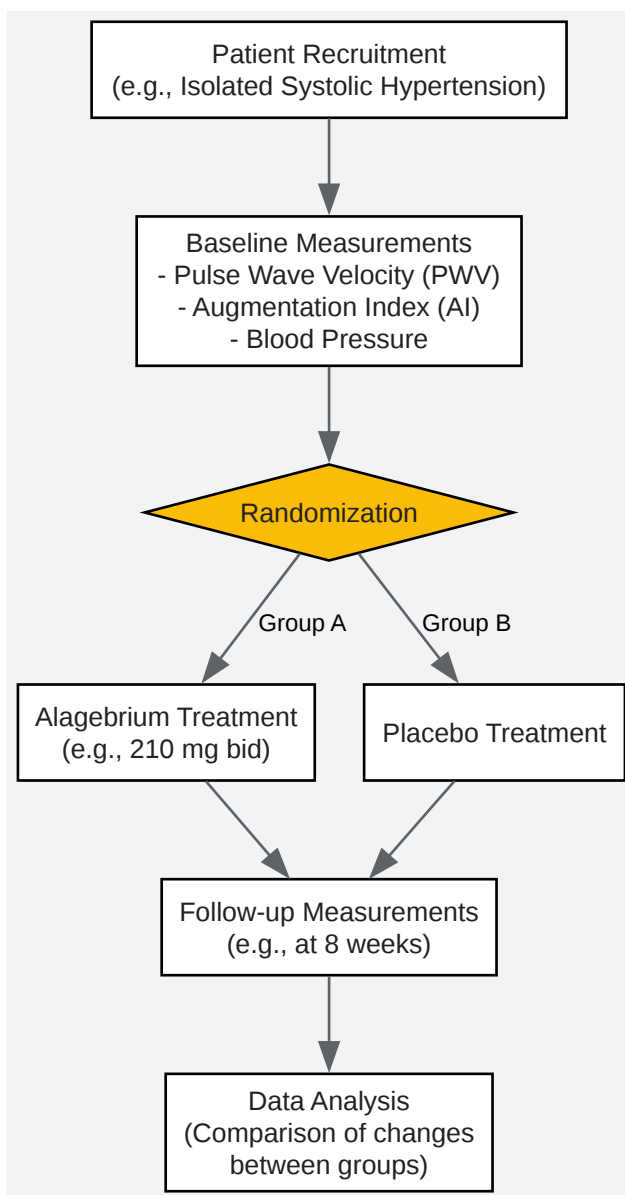 Patient Recruitment
(e.g., Isolated Systolic Hypertension)
Baseline Measurements
- Pulse Wave Velocity (PWV)
- Augmentation Index (AI)
- Blood Pressure
Randomization
Group A
Group B
Alagebrium Treatment
(e.g., 210 mg bid)
Placebo Treatment
Follow-up Measurements
(e.g., at 8 weeks)
Data Analysis
(Comparison of changes
between groups)